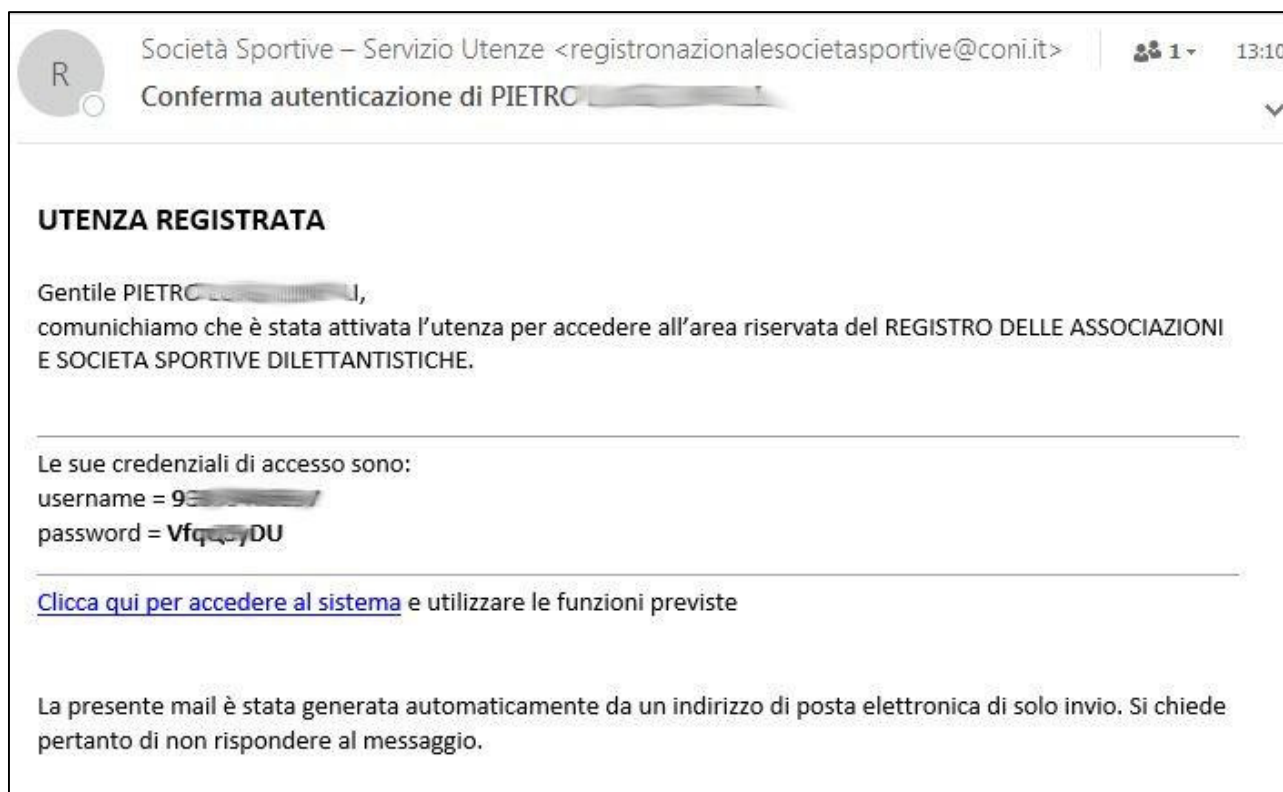 R
Società Sportive – Servizio Utenze <registronazionalesocietasportive@coni.it>
1
13:10
Conferma autenticazione di PIETRO
UTENZA REGISTRATA
Gentile PIETRO
comunichiamo che è stata attivata l'utenza per accedere all'area riservata del REGISTRO DELLE ASSOCIAZIONI
E SOCIETA SPORTIVE DILETTANTISTICHE.
Le sue credenziali di accesso sono:
username =
password =
Clicca qui per accedere al sistema e utilizzare le funzioni previste
La presente mail è stata generata automaticamente da un indirizzo di posta elettronica di solo invio. Si chiede
pertanto di non rispondere al messaggio.